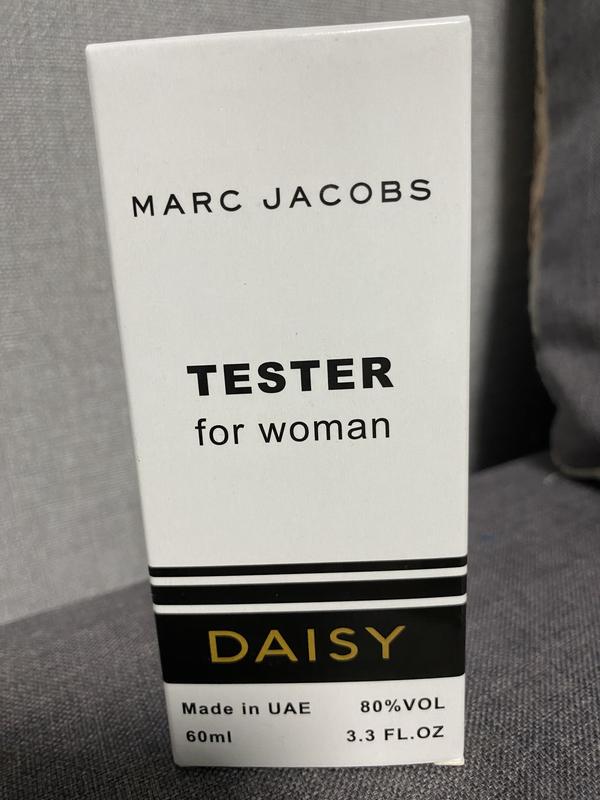 MARC JACOBS
TESTER
for woman
DAISY
Made in UAE 80%VOL
60ml 3.3 FL.OZ